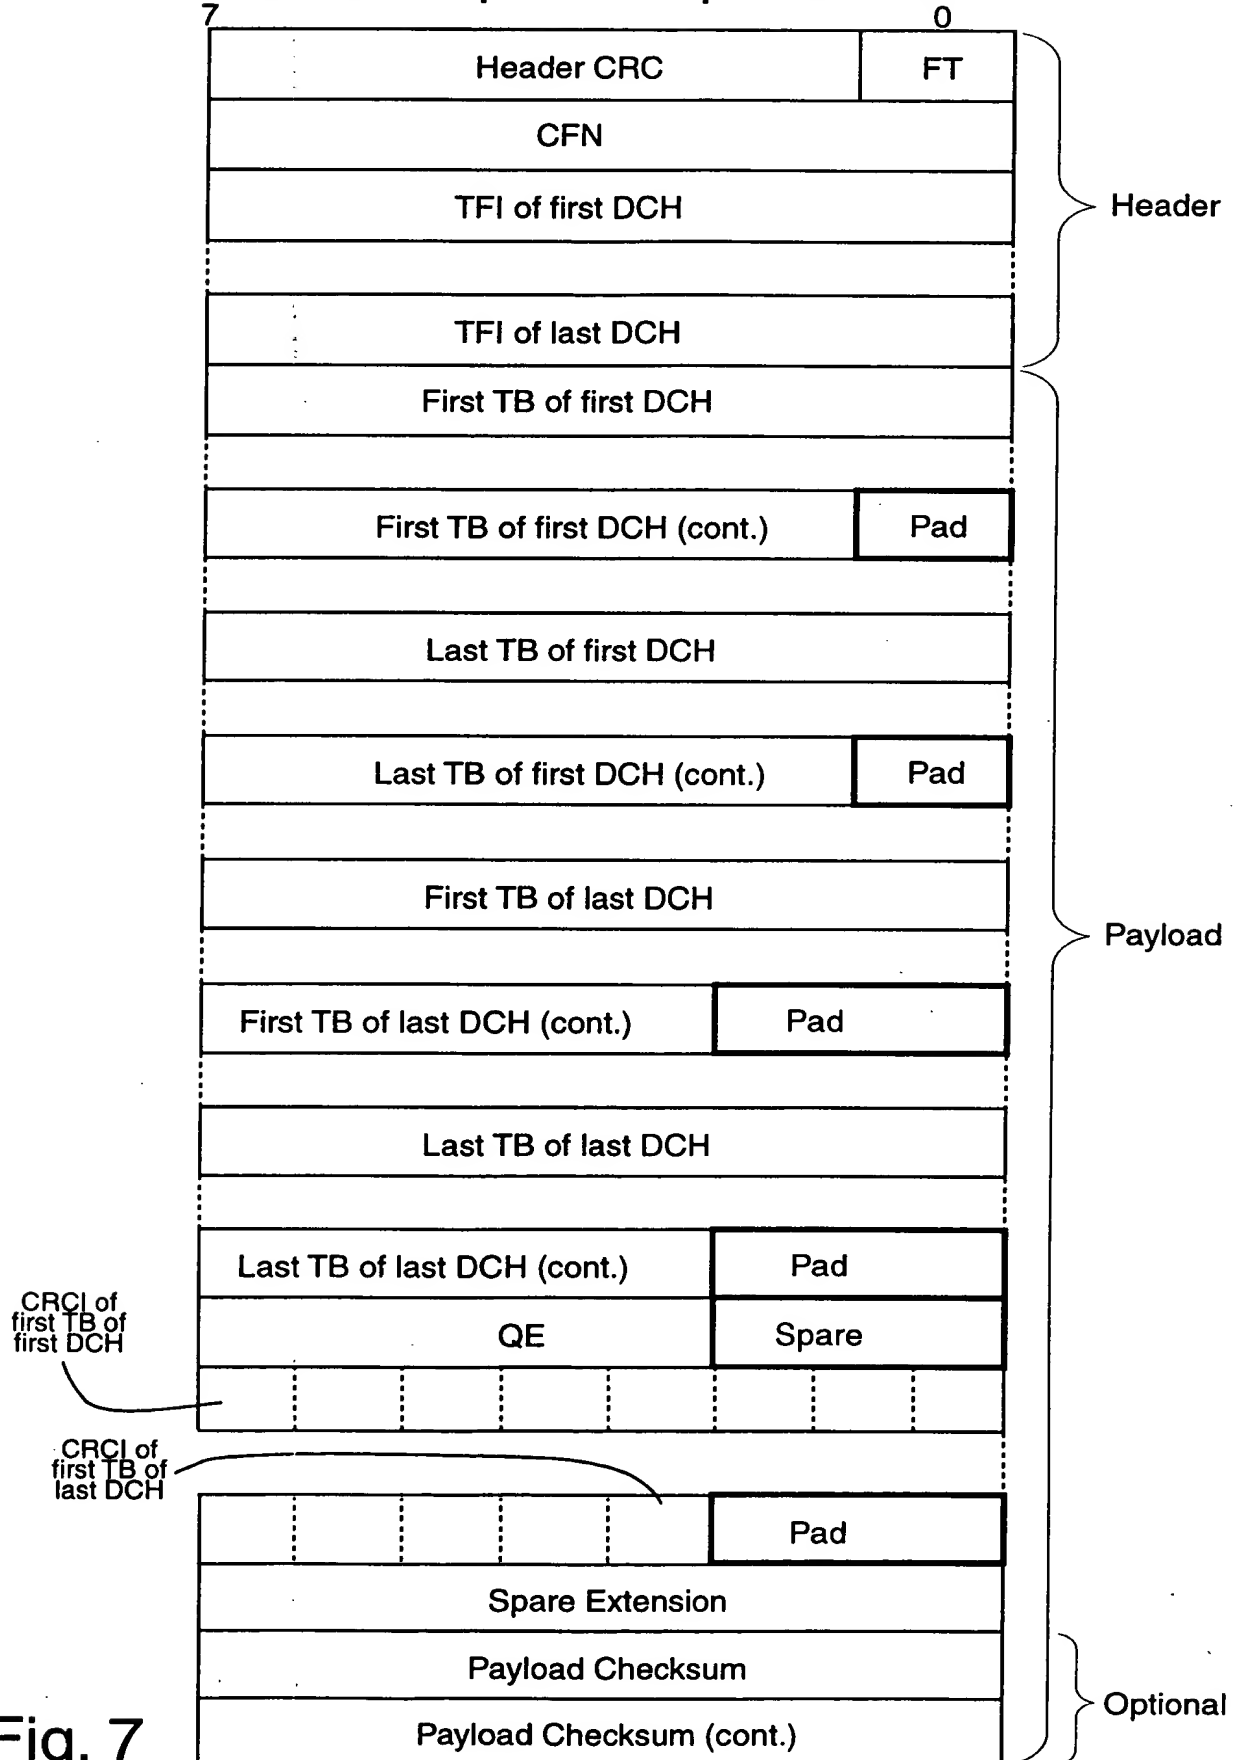 7 0
Header CRC FT
CFN
TFI of first DCH
Header
TFI of last DCH
First TB of first DCH
First TB of first DCH (cont.) Pad
Last TB of first DCH
Last TB of first DCH (cont.) Pad
First TB of last DCH
Payload
First TB of last DCH (cont.) Pad
Last TB of last DCH
Last TB of last DCH (cont.) Pad
CRCI of
first TB of
first DCH
QE Spare
CRCI of
first TB of
last DCH
Pad
Spare Extension
Payload Checksum
Optional
Payload Checksum (cont.)
Fig. 7